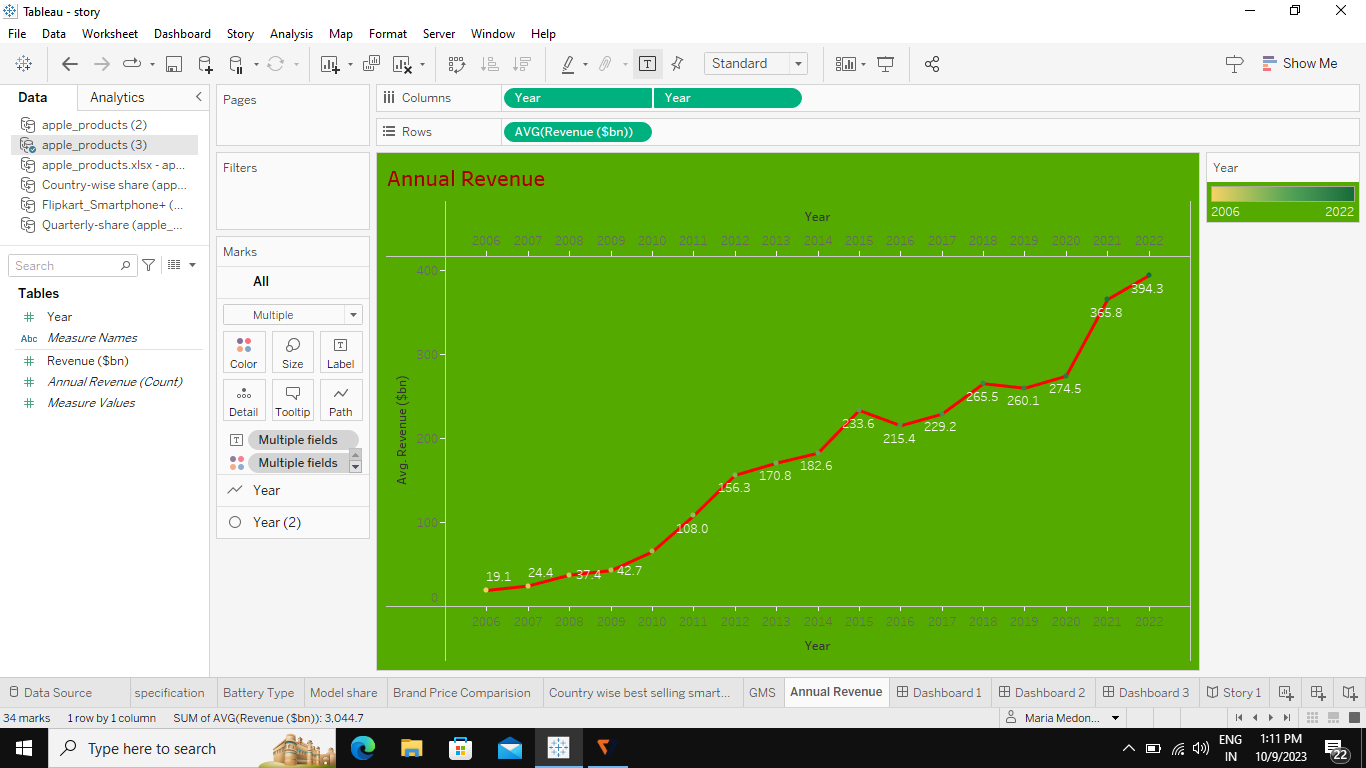 Tableau - story
File Data Worksheet Dashboard Story Analysis Map Format Server Window Help
Standard
Show Me
Data Analytics
apple_products (2)
apple_products (3)
apple_products.xlsx - ap...
Country-wise share (app...
Flipkart_Smartphone+ (...
Quarterly-share (apple_...
Search
Tables
Year
Abc Measure Names
Revenue ($bn)
Annual Revenue (Count)
Measure Values
Pages
Filters
Marks
All
Multiple
Color Size Label
Detail Tooltip Path
Multiple fields
Multiple fields
Year
Year (2)
Columns Year Year
Rows AVG(Revenue ($bn))
Annual Revenue
Year
2006 2007 2008 2009 2010 2011 2012 2013 2014 2015 2016 2017 2018 2019 2020 2021 2022
Avg. Revenue ($bn)
400
300
200
100
0
19.1
24.4
37.4
42.7
108.0
156.3
170.8
182.6
233.6
215.4
229.2
265.5
260.1
274.5
365.8
394.3
2006 2007 2008 2009 2010 2011 2012 2013 2014 2015 2016 2017 2018 2019 2020 2021 2022
Year
Year
2006 2022
Data Source specification Battery Type Model share Brand Price Comparision Country wise best selling smart... GMS Annual Revenue Dashboard 1 Dashboard 2 Dashboard 3 Story 1
34 marks 1 row by 1 column SUM of AVG(Revenue ($bn)): 3,044.7 Maria Medon...
Type here to search
ENG
IN
1:11 PM
10/9/2023
22